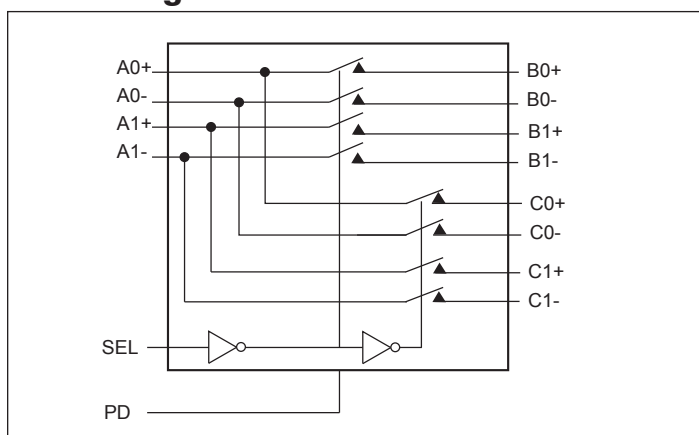 A0+
A0-
A1+
A1-
B0+
B0-
B1+
B1-
C0+
C0-
C1+
C1-
SEL
PD